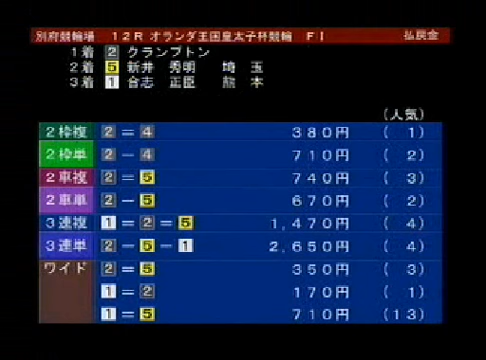 別府競輪場 12R オランダ王国皇太子杯競輪 FⅠ 払戻金
1着 2 クランプトン
2着 5 新井 秀明 埼玉
3着 1 合志 正臣 熊本
(人気)
2枠複 2=4 380円 (1)
2枠単 2-4 710円 (2)
2車複 2=5 740円 (3)
2車単 2-5 670円 (2)
3連複 1=2=5 1,470円 (4)
3連単 2-5-1 2,650円 (4)
ワイド 2=5 350円 (3)
1=2 170円 (1)
1=5 710円 (13)